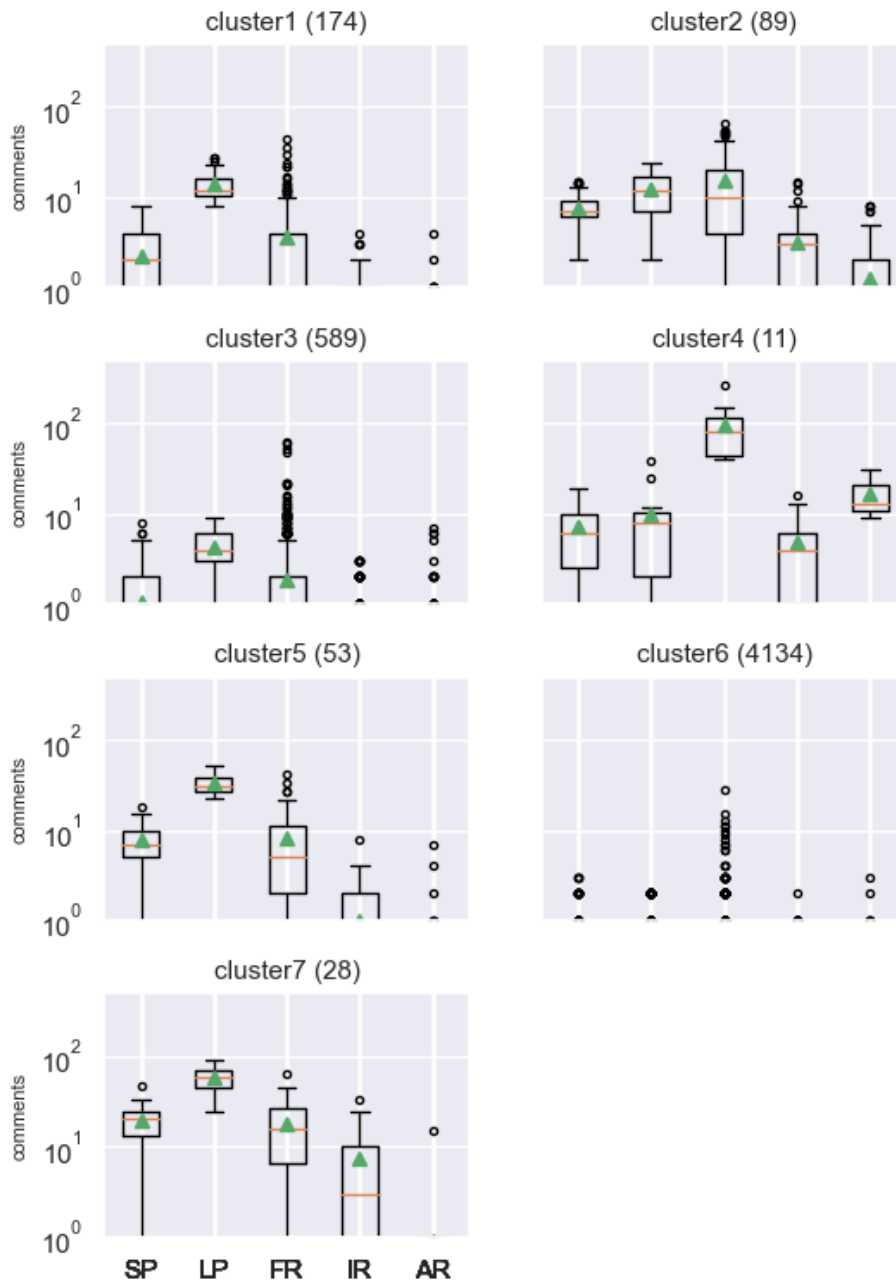 cluster1 (174) cluster2 (89)
comments
10^2
10^1
10^0
cluster3 (589) cluster4 (11)
comments
10^2
10^1
10^0
cluster5 (53) cluster6 (4134)
comments
10^2
10^1
10^0
cluster7 (28)
comments
10^2
10^1
10^0
SP LP FR IR AR